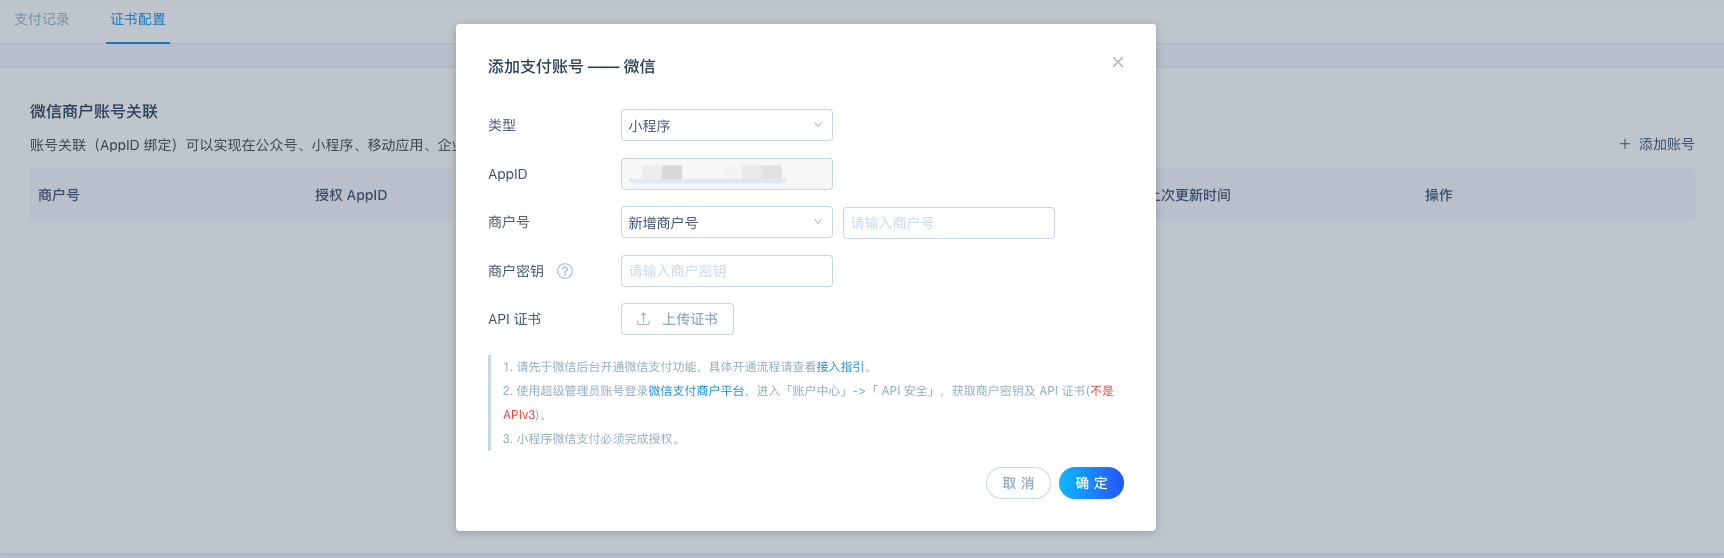 支付记录
证书配置
添加支付账号 —— 微信
微信商户账号关联
账号关联（AppID 绑定）可以实现在公众号、小程序、移动应用、企
添加账号
商户号
授权 AppID
次更新时间
操作
类型
小程序
AppID
商户号
新增商户号
请输入商户号
商户密钥
?
请输入商户密钥
API 证书
上传证书
1. 请先于微信后台开通微信支付功能，具体开通流程请查看接入指引。
2. 使用超级管理员账号登录微信支付商户平台，进入「账户中心」->「 API 安全」，获取商户密钥及 API 证书(不是
APIv3)。
3. 小程序微信支付必须完成授权。
取 消
确 定